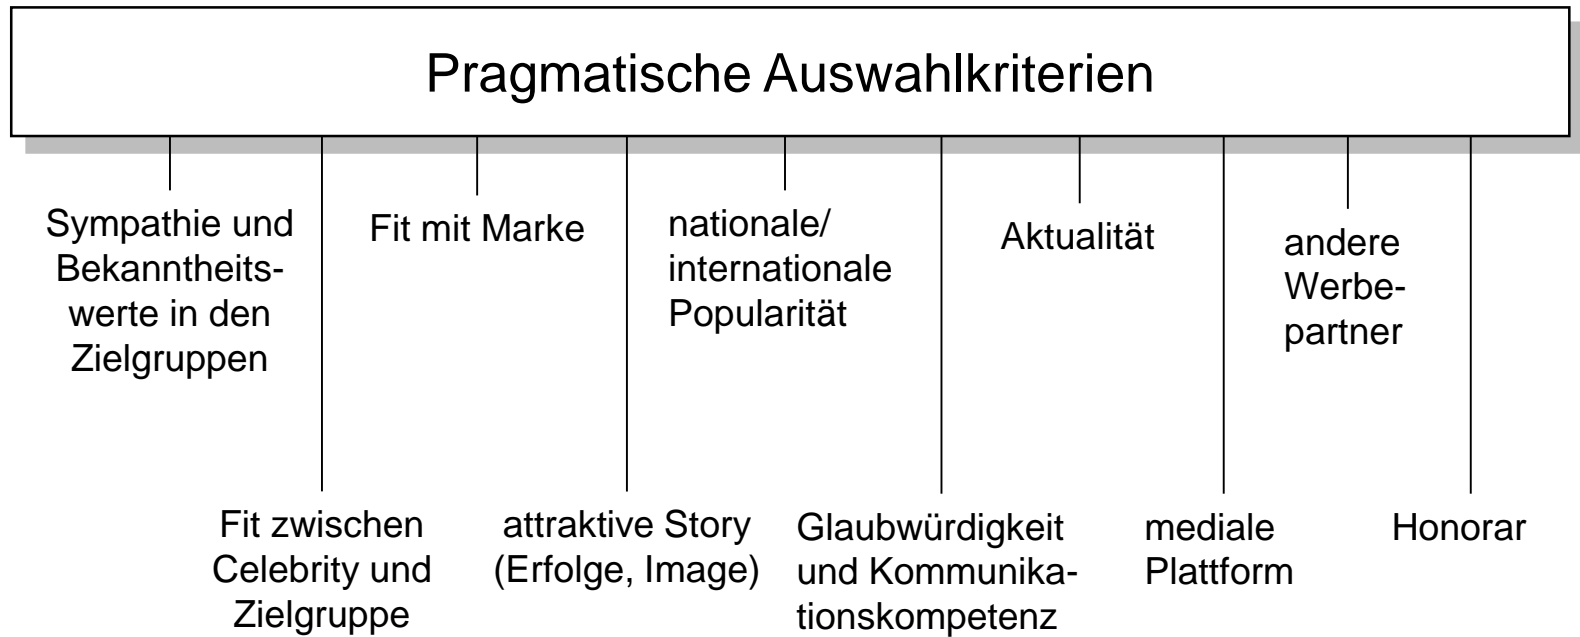 Pragmatische Auswahlkriterien
Sympathie und
Bekanntheits-
werte in den
Zielgruppen
Fit mit Marke
nationale/
internationale
Popularität
Aktualität
andere
Werbe-
partner
Fit zwischen
Celebrity und
Zielgruppe
attraktive Story
(Erfolge, Image)
Glaubwürdigkeit
und Kommunika-
tionskompetenz
mediale
Plattform
Honorar